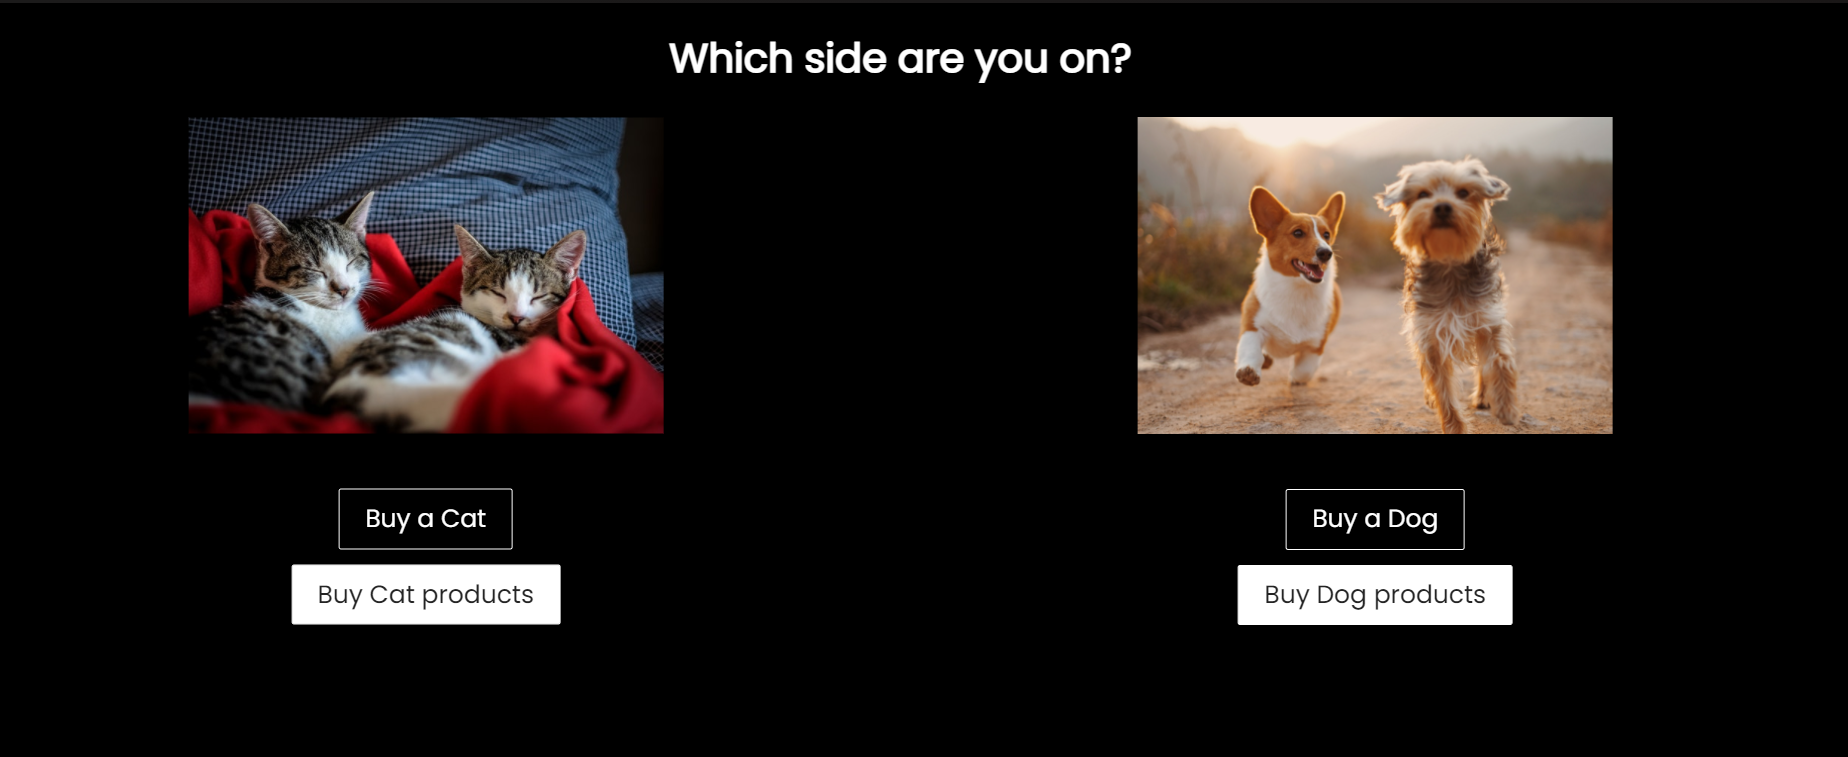 Which side are you on?
Buy a Cat
Buy Cat products
Buy a Dog
Buy Dog products